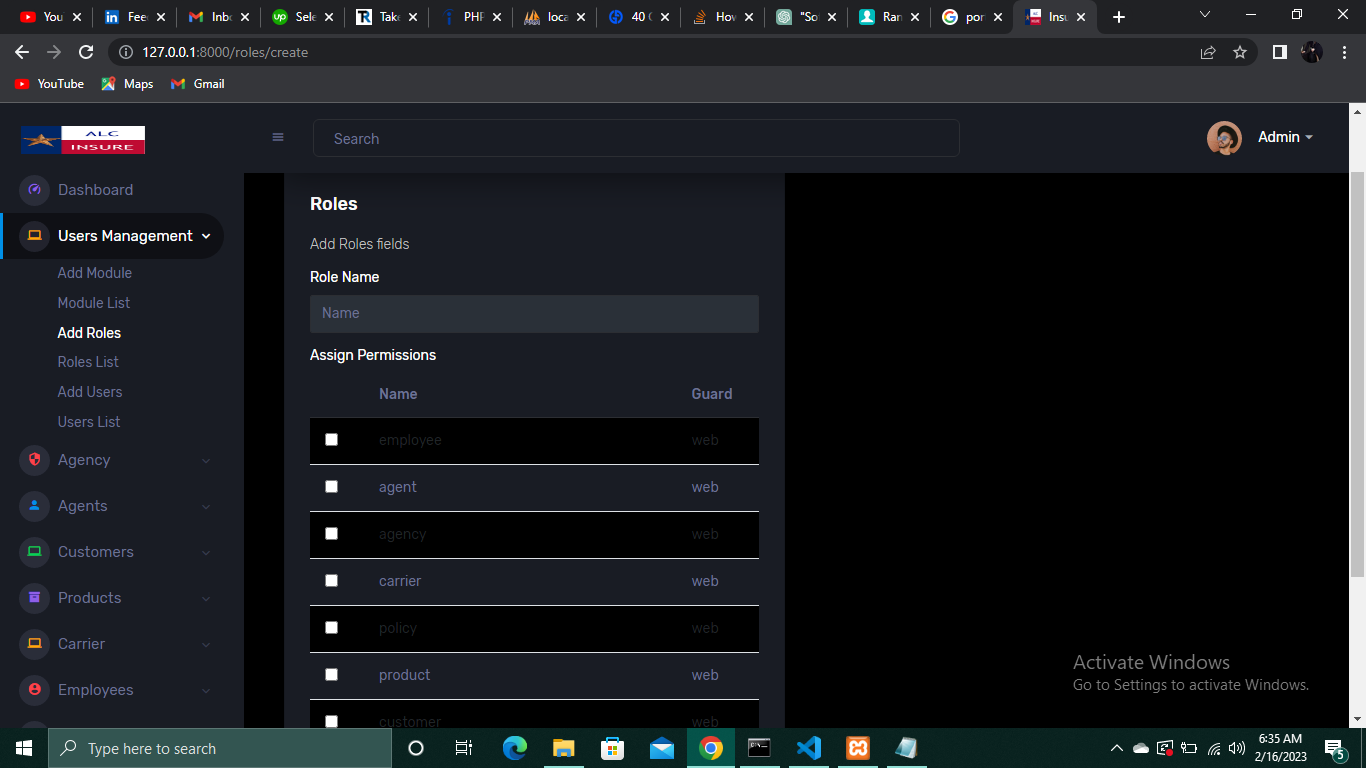 You
Fee
Inbo
Sele
Take
PHP
loca
40 (
How
"So
Ran
por
Insu
127.0.0.1:8000/roles/create
YouTube
Maps
Gmail
ALC
INSURE
Search
Admin
Dashboard
Users Management
Add Module
Module List
Add Roles
Roles List
Add Users
Users List
Agency
Agents
Customers
Products
Carrier
Employees
Roles
Add Roles fields
Role Name
Name
Assign Permissions
Name Guard
employee web
agent web
agency web
carrier web
policy web
product web
customer web
Activate Windows
Go to Settings to activate Windows.
Type here to search
6:35 AM
2/16/2023
5